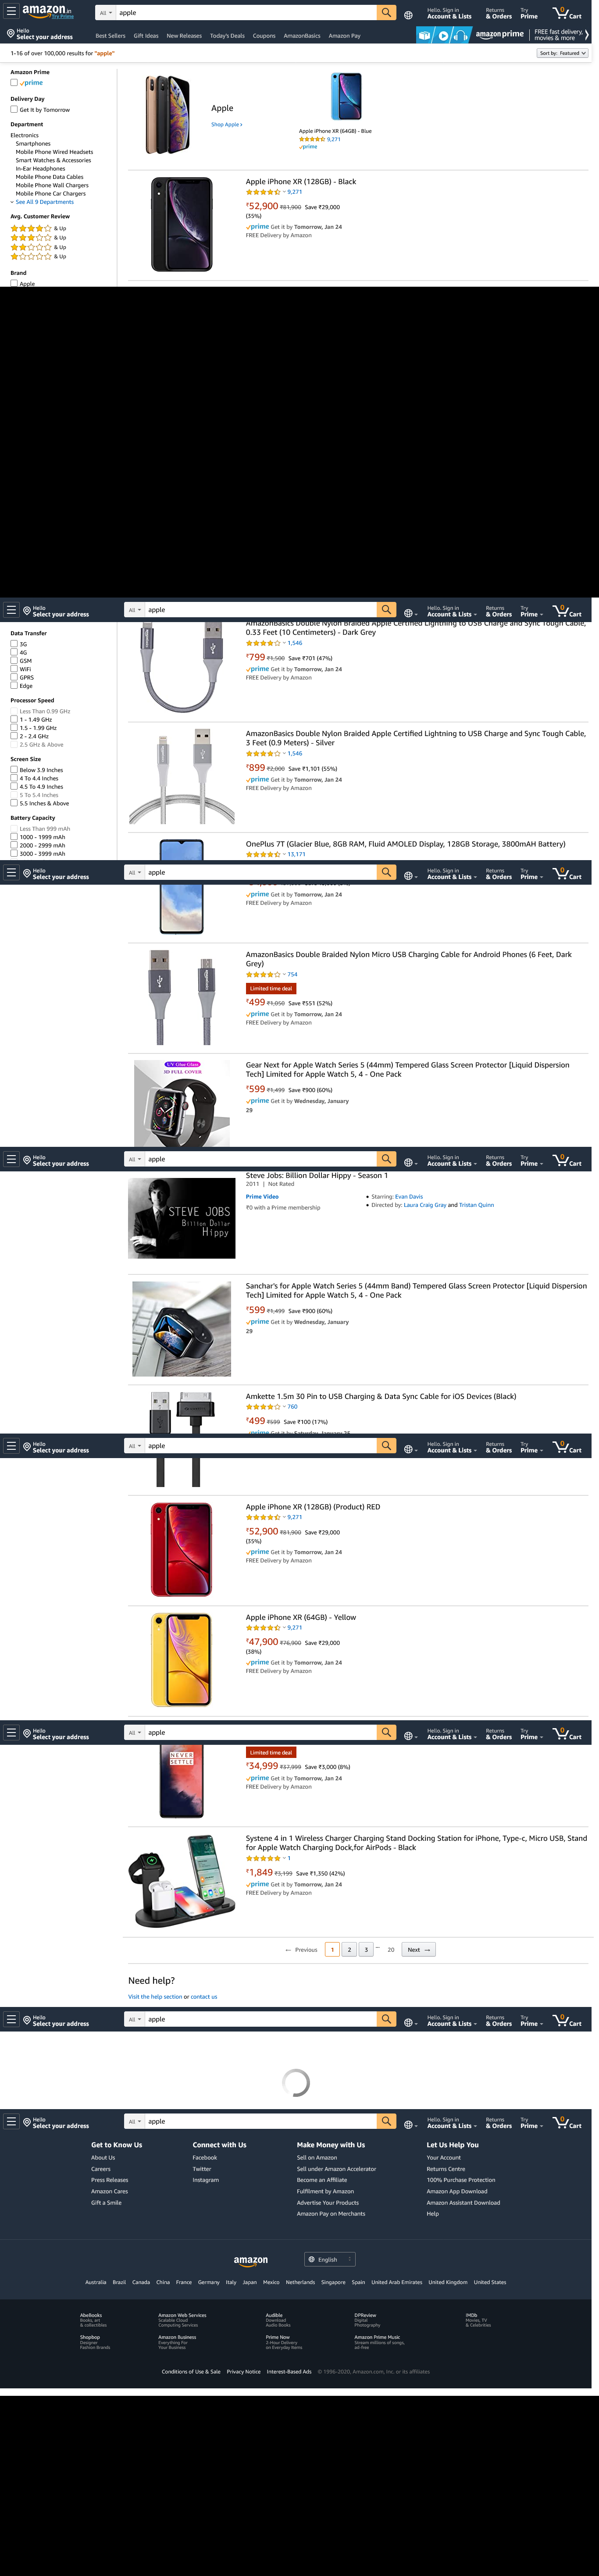 amazon.in
Try Prime
All
apple
Hello. Sign in
Account & Lists
Returns
& Orders
Try
Prime
0
Cart
Hello
Select your address
Best Sellers
Gift Ideas
New Releases
Today's Deals
Coupons
AmazonBasics
Amazon Pay
amazon prime
FREE fast delivery,
movies & more
1-16 of over 100,000 results for "apple"
Sort by: Featured
Amazon Prime
prime
Delivery Day
Get It by Tomorrow
Department
Electronics
Smartphones
Mobile Phone Wired Headsets
Smart Watches & Accessories
In-Ear Headphones
Mobile Phone Data Cables
Mobile Phone Wall Chargers
Mobile Phone Car Chargers
See All 9 Departments
Avg. Customer Review
& Up
& Up
& Up
& Up
Brand
Apple
Apple
Shop Apple ›
Apple iPhone XR (64GB) - Blue
9,271
prime
Apple iPhone XR (128GB) - Black
9,271
₹52,900 ₹81,900 Save ₹29,000
(35%)
prime Get it by Tomorrow, Jan 24
FREE Delivery by Amazon
Hello
Select your address
All
apple
Hello. Sign in
Account & Lists
Returns
& Orders
Try
Prime
0
Cart
Data Transfer
3G
4G
GSM
WiFi
GPRS
Edge
Processor Speed
Less Than 0.99 GHz
1 - 1.49 GHz
1.5 - 1.99 GHz
2 - 2.4 GHz
2.5 GHz & Above
Screen Size
Below 3.9 Inches
4 To 4.4 Inches
4.5 To 4.9 Inches
5 To 5.4 Inches
5.5 Inches & Above
Battery Capacity
Less Than 999 mAh
1000 - 1999 mAh
2000 - 2999 mAh
3000 - 3999 mAh
AmazonBasics Double Nylon Braided Apple Certified Lightning to USB Charge and Sync Tough Cable,
0.33 Feet (10 Centimeters) - Dark Grey
1,546
₹799 ₹1,500 Save ₹701 (47%)
prime Get it by Tomorrow, Jan 24
FREE Delivery by Amazon
AmazonBasics Double Nylon Braided Apple Certified Lightning to USB Charge and Sync Tough Cable,
3 Feet (0.9 Meters) - Silver
1,546
₹899 ₹2,000 Save ₹1,101 (55%)
prime Get it by Tomorrow, Jan 24
FREE Delivery by Amazon
OnePlus 7T (Glacier Blue, 8GB RAM, Fluid AMOLED Display, 128GB Storage, 3800mAH Battery)
13,171
Hello
Select your address
All
apple
Hello. Sign in
Account & Lists
Returns
& Orders
Try
Prime
0
Cart
prime Get it by Tomorrow, Jan 24
FREE Delivery by Amazon
AmazonBasics Double Braided Nylon Micro USB Charging Cable for Android Phones (6 Feet, Dark
Grey)
754
Limited time deal
₹499 ₹1,050 Save ₹551 (52%)
prime Get it by Tomorrow, Jan 24
FREE Delivery by Amazon
UV Glue Glass
3D FULL COVER
Gear Next for Apple Watch Series 5 (44mm) Tempered Glass Screen Protector [Liquid Dispersion
Tech] Limited for Apple Watch 5, 4 - One Pack
₹599 ₹1,499 Save ₹900 (60%)
prime Get it by Wednesday, January
29
Hello
Select your address
All
apple
Hello. Sign in
Account & Lists
Returns
& Orders
Try
Prime
0
Cart
STEVE JOBS
Billion Dollar
Hippy
Steve Jobs: Billion Dollar Hippy - Season 1
2011 | Not Rated
Prime Video
₹0 with a Prime membership
Starring: Evan Davis
Directed by: Laura Craig Gray and Tristan Quinn
Sanchar's for Apple Watch Series 5 (44mm Band) Tempered Glass Screen Protector [Liquid Dispersion
Tech] Limited for Apple Watch 5, 4 - One Pack
₹599 ₹1,499 Save ₹900 (60%)
prime Get it by Wednesday, January
29
Amkette 1.5m 30 Pin to USB Charging & Data Sync Cable for iOS Devices (Black)
760
₹499 ₹599 Save ₹100 (17%)
prime Get it by Saturday, January 25
Hello
Select your address
All
apple
Hello. Sign in
Account & Lists
Returns
& Orders
Try
Prime
0
Cart
Apple iPhone XR (128GB) (Product) RED
9,271
₹52,900 ₹81,900 Save ₹29,000
(35%)
prime Get it by Tomorrow, Jan 24
FREE Delivery by Amazon
Apple iPhone XR (64GB) - Yellow
9,271
₹47,900 ₹76,900 Save ₹29,000
(38%)
prime Get it by Tomorrow, Jan 24
FREE Delivery by Amazon
Hello
Select your address
All
apple
Hello. Sign in
Account & Lists
Returns
& Orders
Try
Prime
0
Cart
NEVER
SETTLE
Limited time deal
₹34,999 ₹37,999 Save ₹3,000 (8%)
prime Get it by Tomorrow, Jan 24
FREE Delivery by Amazon
Systene 4 in 1 Wireless Charger Charging Stand Docking Station for iPhone, Type-c, Micro USB, Stand
for Apple Watch Charging Dock,for AirPods - Black
1
₹1,849 ₹3,199 Save ₹1,350 (42%)
prime Get it by Tomorrow, Jan 24
FREE Delivery by Amazon
← Previous 1 2 3 ... 20 Next →
Need help?
Visit the help section or contact us
Hello
Select your address
All
apple
Hello. Sign in
Account & Lists
Returns
& Orders
Try
Prime
0
Cart
Hello
Select your address
All
apple
Hello. Sign in
Account & Lists
Returns
& Orders
Try
Prime
0
Cart
Get to Know Us
About Us
Careers
Press Releases
Amazon Cares
Gift a Smile
Connect with Us
Facebook
Twitter
Instagram
Make Money with Us
Sell on Amazon
Sell under Amazon Accelerator
Become an Affiliate
Fulfilment by Amazon
Advertise Your Products
Amazon Pay on Merchants
Let Us Help You
Your Account
Returns Centre
100% Purchase Protection
Amazon App Download
Amazon Assistant Download
Help
amazon
English
Australia Brazil Canada China France Germany Italy Japan Mexico Netherlands Singapore Spain United Arab Emirates United Kingdom United States
AbeBooks
Books, art
& collectibles
Amazon Web Services
Scalable Cloud
Computing Services
Audible
Download
Audio Books
DPReview
Digital
Photography
IMDb
Movies, TV
& Celebrities
Shopbop
Designer
Fashion Brands
Amazon Business
Everything For
Your Business
Prime Now
2-Hour Delivery
on Everyday Items
Amazon Prime Music
Stream millions of songs,
ad-free
Conditions of Use & Sale Privacy Notice Interest-Based Ads © 1996-2020, Amazon.com, Inc. or its affiliates